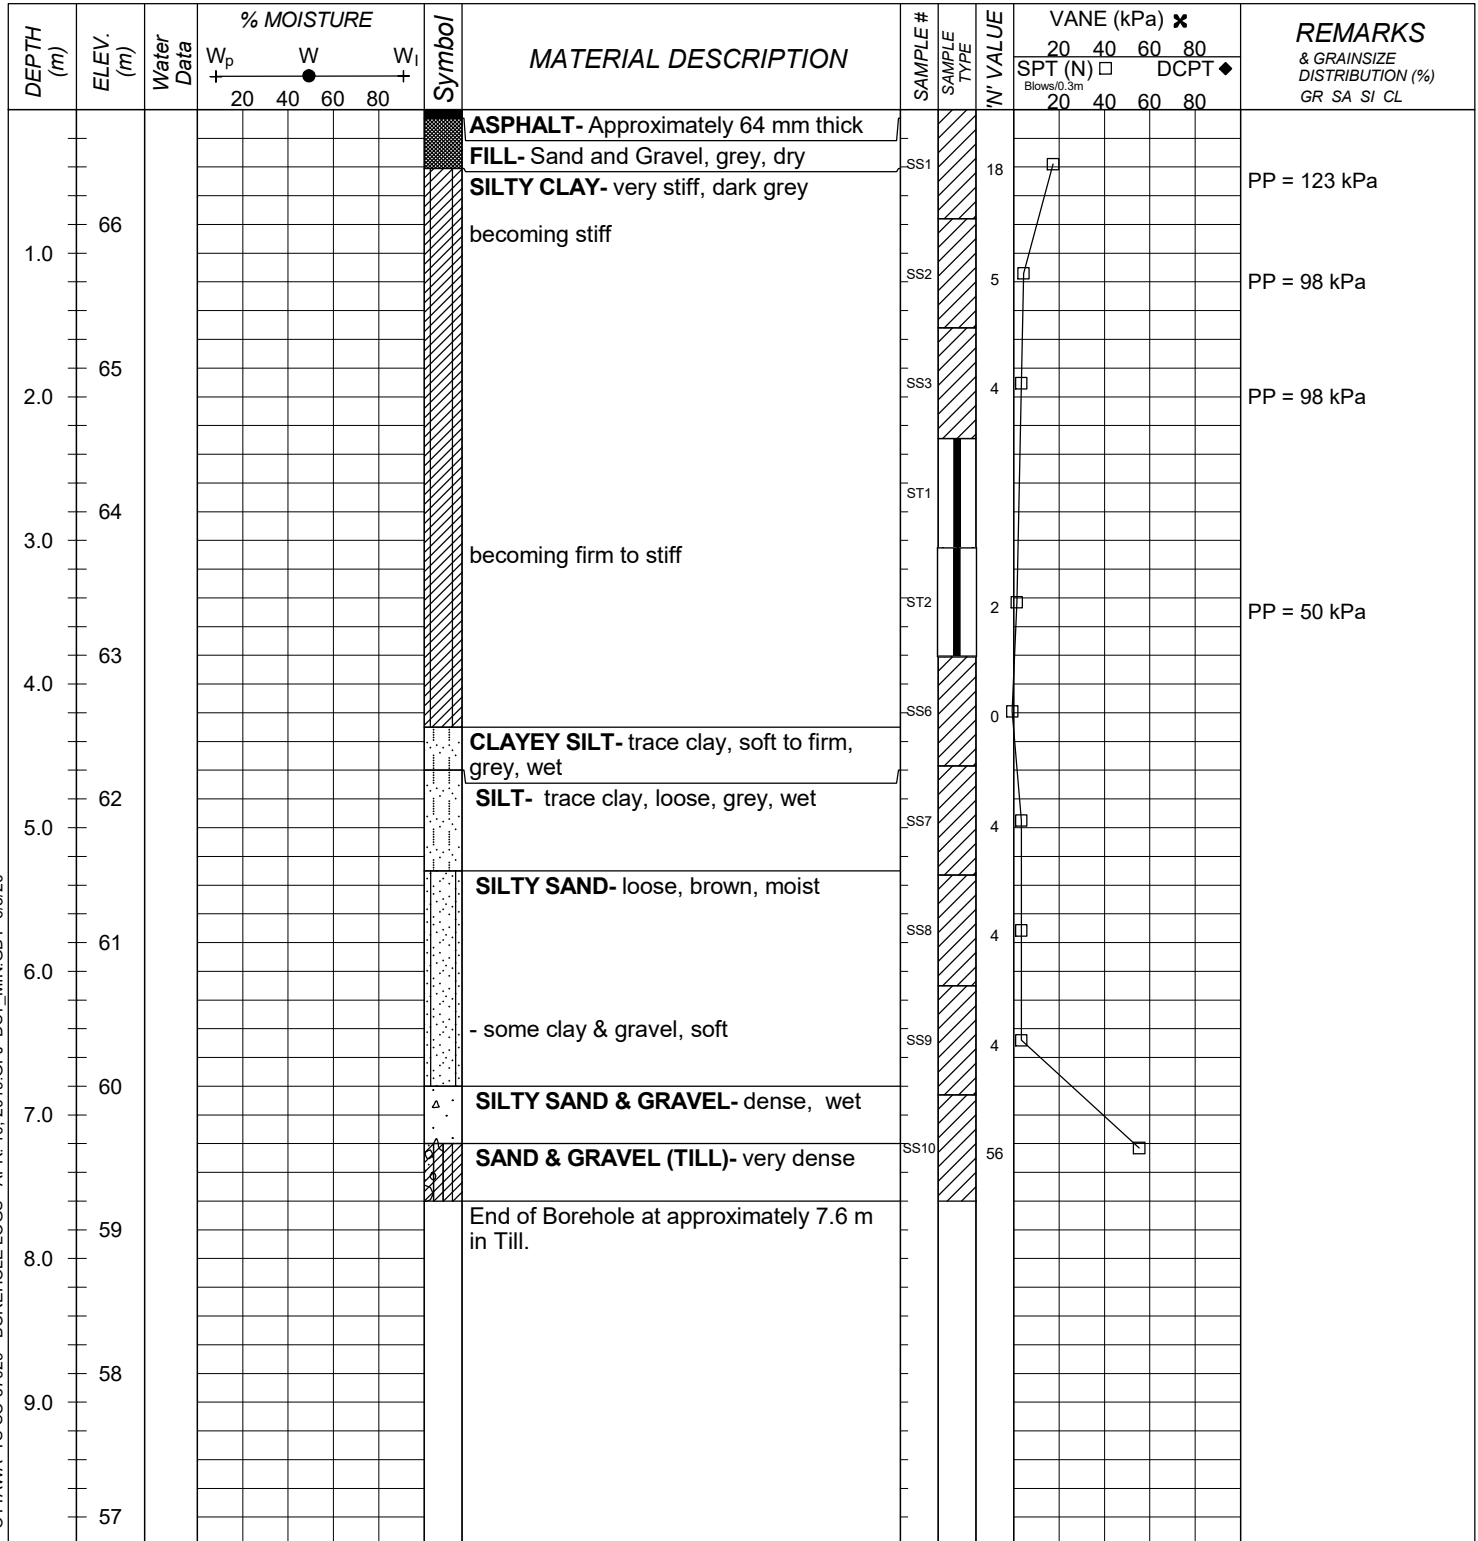 DEPTH (m)
ELEV. (m)
Water Data
% MOISTURE
Wp W Wl
20 40 60 80
Symbol
MATERIAL DESCRIPTION
SAMPLE #
SAMPLE TYPE
'N' VALUE
VANE (kPa) ✖
20 40 60 80
SPT (N) □ DCPT ◆
Blows/0.3m
20 40 60 80
REMARKS
& GRAINSIZE
DISTRIBUTION (%)
GR SA SI CL
ASPHALT- Approximately 64 mm thick
FILL- Sand and Gravel, grey, dry
SS1 18
SILTY CLAY- very stiff, dark grey
PP = 123 kPa
66
becoming stiff
1.0
SS2 5 PP = 98 kPa
65
SS3 4
2.0 PP = 98 kPa
ST1
64
3.0
becoming firm to stiff
ST2 2 PP = 50 kPa
63
4.0
SS6 0
CLAYEY SILT- trace clay, soft to firm,
grey, wet
62
SILT- trace clay, loose, grey, wet
5.0 SS7 4
SILTY SAND- loose, brown, moist
SS8 4
61
6.0
- some clay & gravel, soft
SS9 4
60
SILTY SAND & GRAVEL- dense, wet
7.0
SS10 56
SAND & GRAVEL (TILL)- very dense
End of Borehole at approximately 7.6 m
in Till.
59
8.0
58
9.0
57